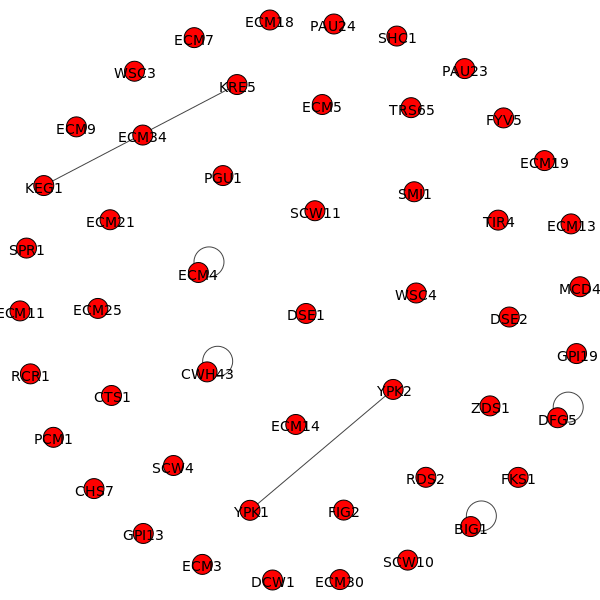 ECM18
PAU24
ECM7
SHC1
WSC3
PAU23
KRE5
ECM5
TRS65
FYV5
ECM9
ECM34
ECM19
PGU1
KEG1
SMI1
SCW11
ECM21
TIR4
ECM13
SPR1
ECM4
MCD4
WSC4
ECM25
ECM11
DSE1
DSE2
GPI19
RCR1
CWH43
YPK2
CTS1
ZDS1
DFG5
ECM14
PCM1
SCW4
RDS2
FKS1
CHS7
YPK1
FIG2
BIG1
GPI13
SCW10
ECM3
DCW1
ECM30